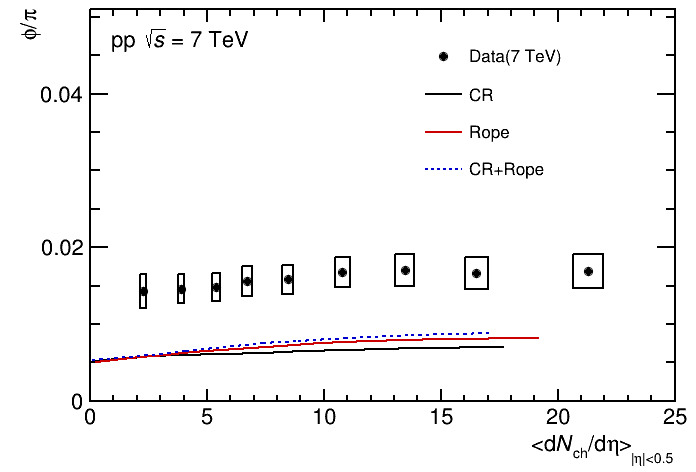 ϕ/π
pp √s = 7 TeV
Data(7 TeV)
CR
Rope
CR+Rope
0.04
0.02
0
0 5 10 15 20 25
<dN_ch/dη>_|η|<0.5